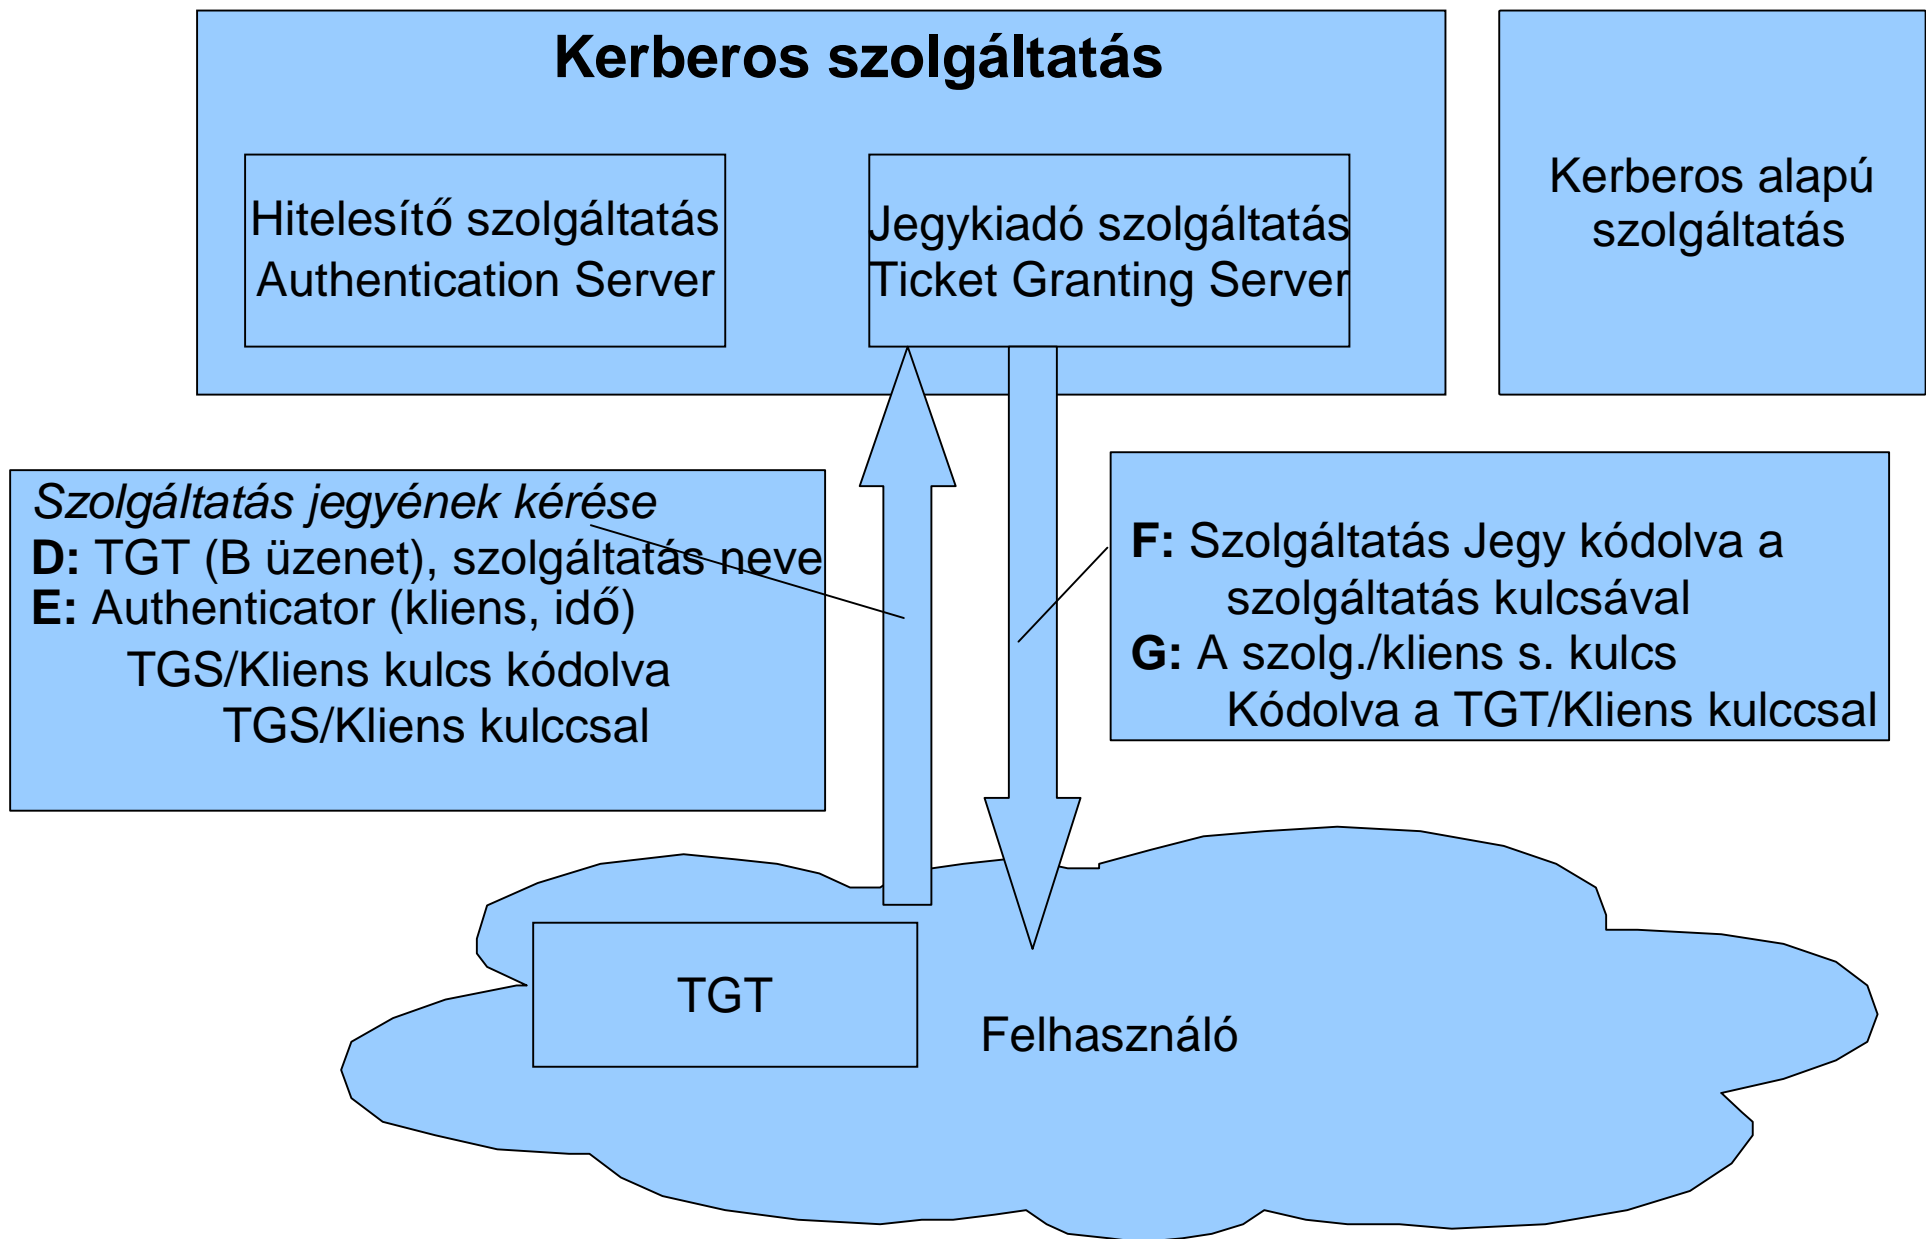 Kerberos szolgáltatás
Hitelesítő szolgáltatás
Authentication Server
Jegykiadó szolgáltatás
Ticket Granting Server
Kerberos alapú
szolgáltatás
Szolgáltatás jegyének kérése
D: TGT (B üzenet), szolgáltatás neve
E: Authenticator (kliens, idő)
TGS/Kliens kulcs kódolva
TGS/Kliens kulccsal
F: Szolgáltatás Jegy kódolva a
szolgáltatás kulcsával
G: A szolg./kliens s. kulcs
Kódolva a TGT/Kliens kulccsal
TGT
Felhasználó